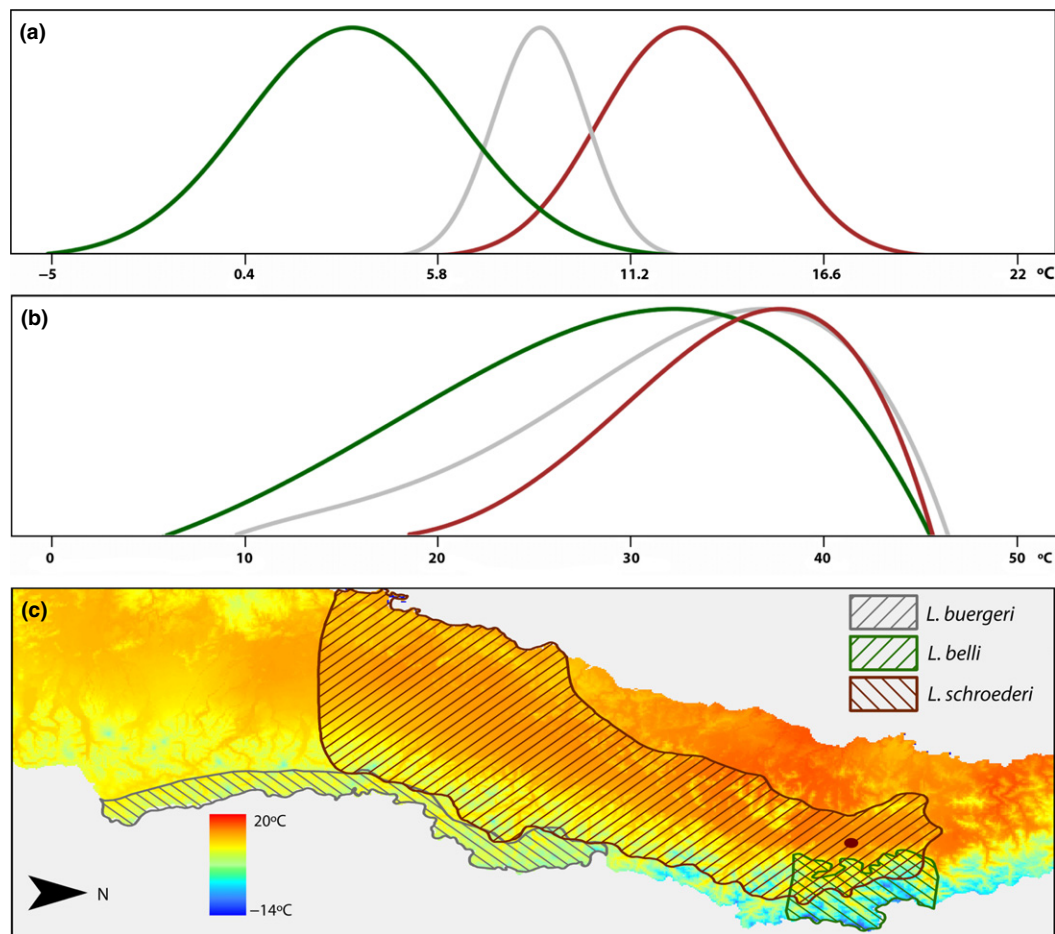 (a)
−5 0.4 5.8 11.2 16.6 22 ºC
(b)
0 10 20 30 40 50 ºC
(c)
L. buergeri
L. belli
L. schroederi
20ºC
N
−14ºC